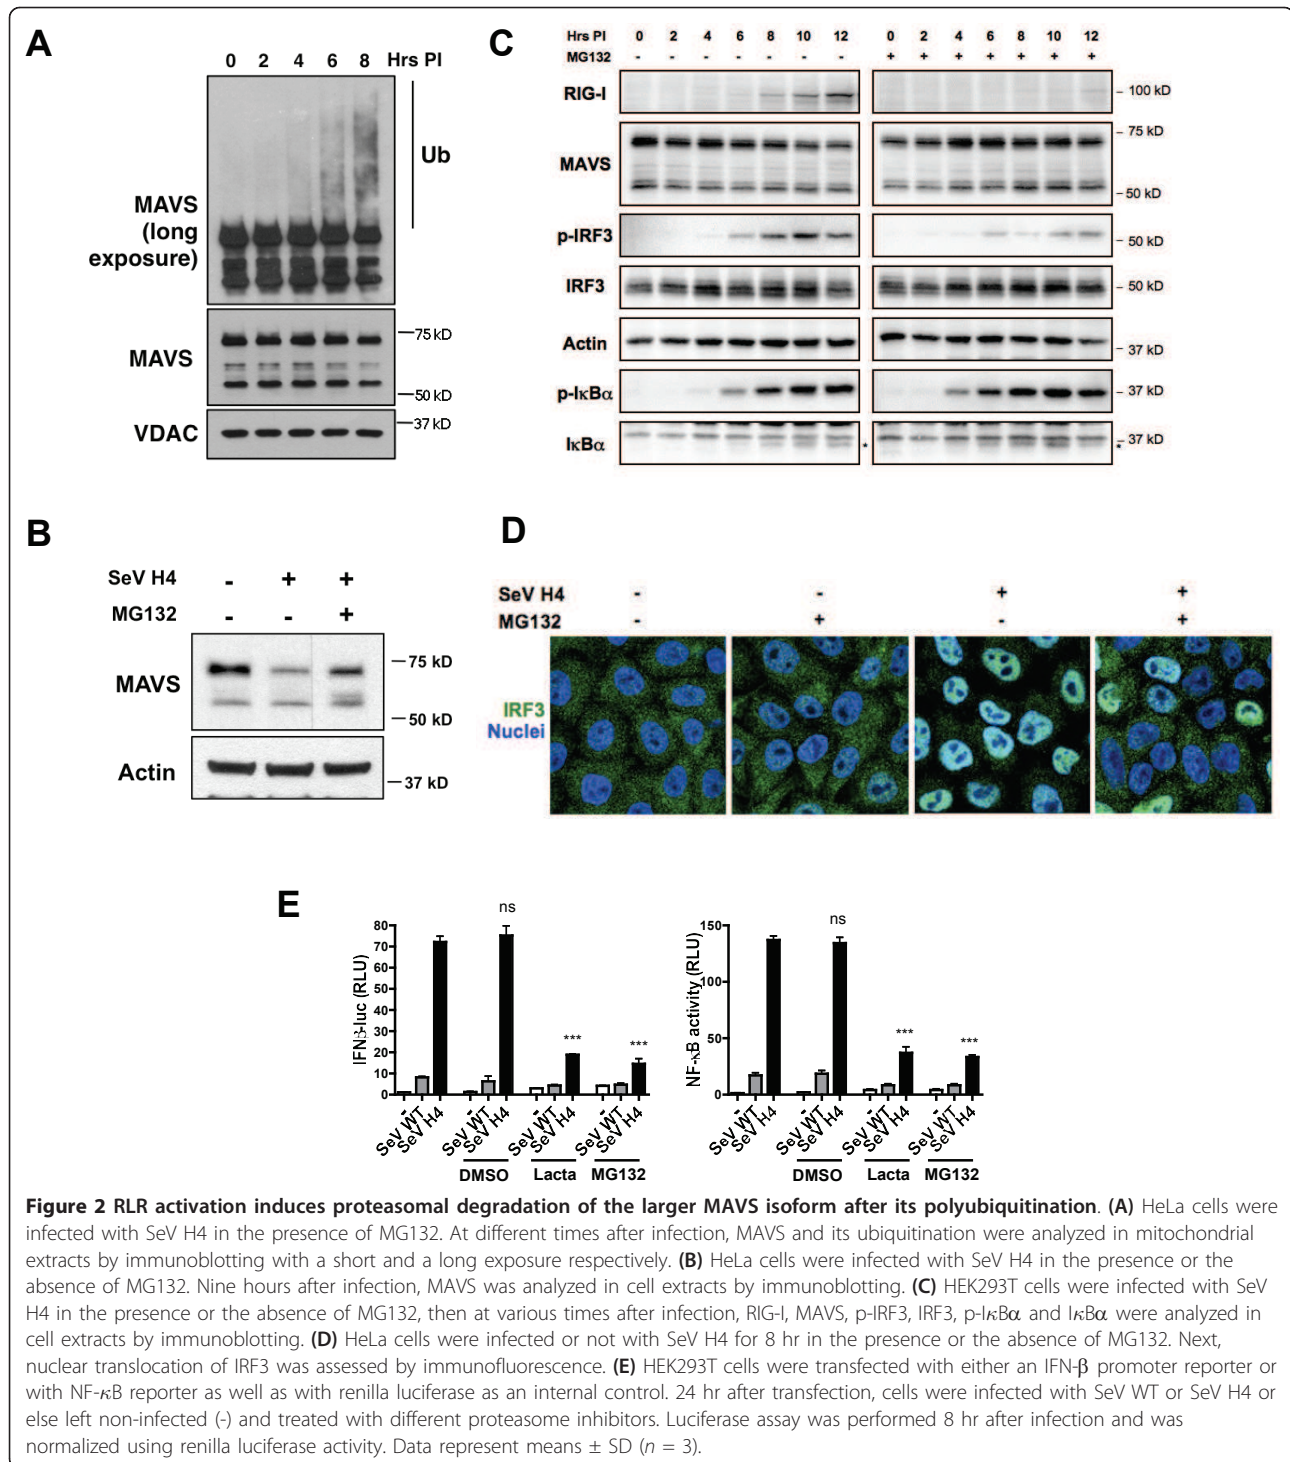 A
0 2 4 6 8 Hrs PI
Ub
MAVS
(long
exposure)
MAVS
75 kD
50 kD
VDAC
37 kD
B
SeV H4 - + +
MG132 - - +
MAVS
75 kD
50 kD
Actin
37 kD
C
Hrs PI 0 2 4 6 8 10 12 0 2 4 6 8 10 12
MG132 - - - - - - - + + + + + + +
RIG-I
- 100 kD
MAVS
- 75 kD
- 50 kD
p-IRF3
- 50 kD
IRF3
- 50 kD
Actin
- 37 kD
p-IκBα
- 37 kD
IκBα
- 37 kD
* *
D
SeV H4 - - + +
MG132 - + - +
IRF3
Nuclei
E
IFNβ-luc (RLU)
80
70
60
50
40
30
20
10
0
ns
***
***
- SeV WT SeV H4 - SeV WT SeV H4 - SeV WT SeV H4 - SeV WT SeV H4
DMSO Lacta MG132
NF-κB activity (RLU)
150
100
50
0
ns
***
***
- SeV WT SeV H4 - SeV WT SeV H4 - SeV WT SeV H4 - SeV WT SeV H4
DMSO Lacta MG132
Figure 2 RLR activation induces proteasomal degradation of the larger MAVS isoform after its polyubiquitination. (A) HeLa cells were
infected with SeV H4 in the presence of MG132. At different times after infection, MAVS and its ubiquitination were analyzed in mitochondrial
extracts by immunoblotting with a short and a long exposure respectively. (B) HeLa cells were infected with SeV H4 in the presence or the
absence of MG132. Nine hours after infection, MAVS was analyzed in cell extracts by immunoblotting. (C) HEK293T cells were infected with SeV
H4 in the presence or the absence of MG132, then at various times after infection, RIG-I, MAVS, p-IRF3, IRF3, p-IκBα and IκBα were analyzed in
cell extracts by immunoblotting. (D) HeLa cells were infected or not with SeV H4 for 8 hr in the presence or the absence of MG132. Next,
nuclear translocation of IRF3 was assessed by immunofluorescence. (E) HEK293T cells were transfected with either an IFN-β promoter reporter or
with NF-κB reporter as well as with renilla luciferase as an internal control. 24 hr after transfection, cells were infected with SeV WT or SeV H4 or
else left non-infected (-) and treated with different proteasome inhibitors. Luciferase assay was performed 8 hr after infection and was
normalized using renilla luciferase activity. Data represent means ± SD (n = 3).